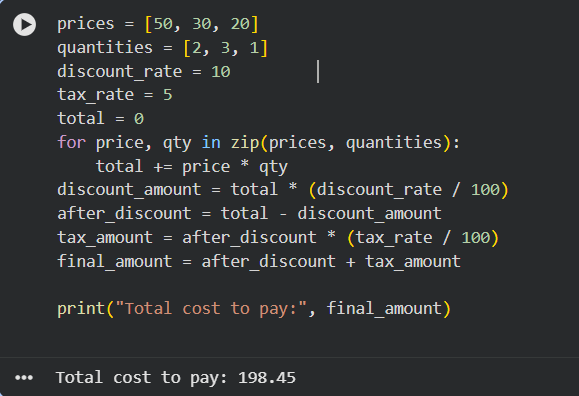 prices = [50, 30, 20]
quantities = [2, 3, 1]
discount_rate = 10
tax_rate = 5
total = 0
for price, qty in zip(prices, quantities):
    total += price * qty
discount_amount = total * (discount_rate / 100)
after_discount = total - discount_amount
tax_amount = after_discount * (tax_rate / 100)
final_amount = after_discount + tax_amount
print("Total cost to pay:", final_amount)
Total cost to pay: 198.45